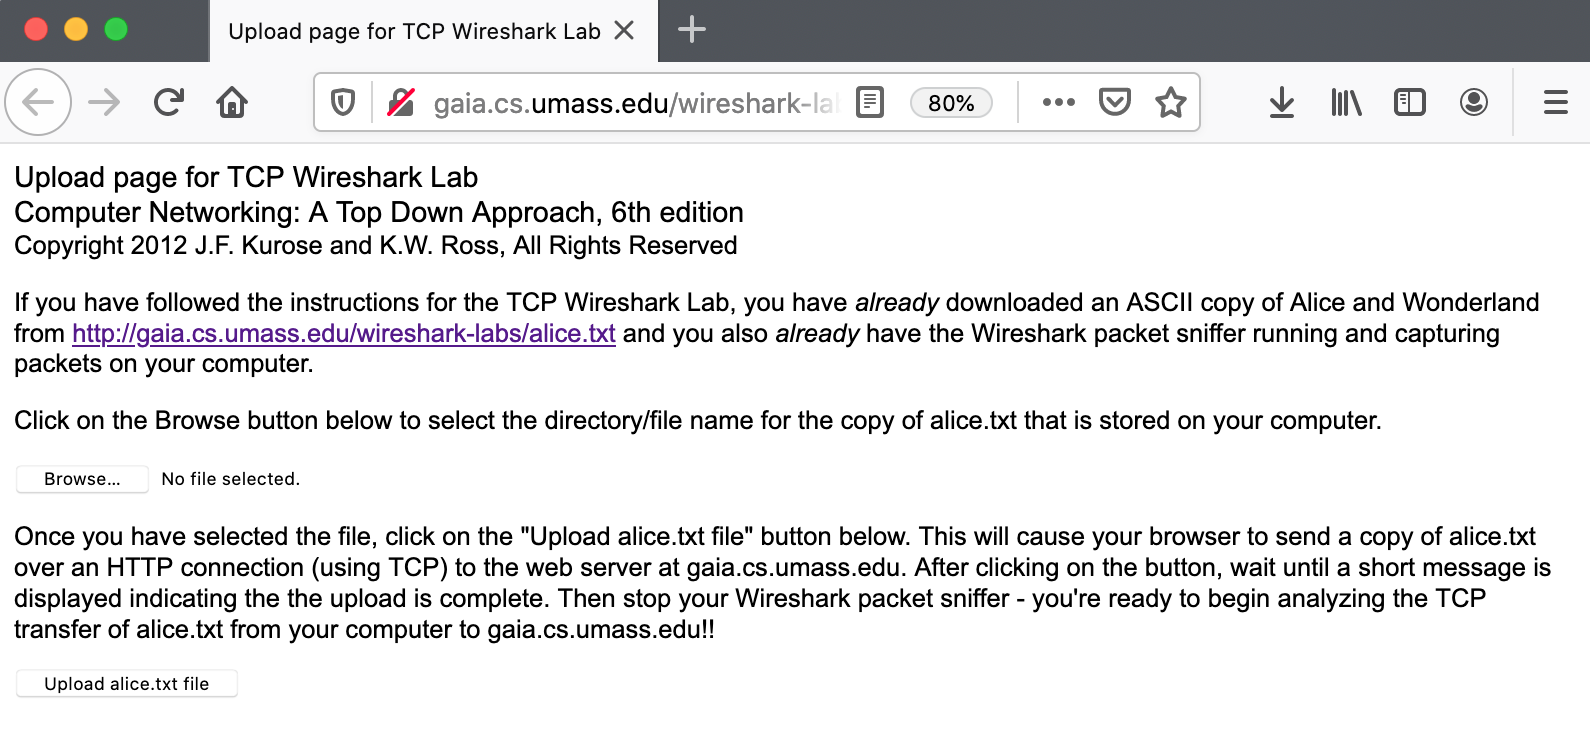 Upload page for TCP Wireshark Lab
gaia.cs.umass.edu/wireshark-la
80%
Upload page for TCP Wireshark Lab
Computer Networking: A Top Down Approach, 6th edition
Copyright 2012 J.F. Kurose and K.W. Ross, All Rights Reserved
If you have followed the instructions for the TCP Wireshark Lab, you have already downloaded an ASCII copy of Alice and Wonderland
from http://gaia.cs.umass.edu/wireshark-labs/alice.txt and you also already have the Wireshark packet sniffer running and capturing
packets on your computer.
Click on the Browse button below to select the directory/file name for the copy of alice.txt that is stored on your computer.
Browse... No file selected.
Once you have selected the file, click on the "Upload alice.txt file" button below. This will cause your browser to send a copy of alice.txt
over an HTTP connection (using TCP) to the web server at gaia.cs.umass.edu. After clicking on the button, wait until a short message is
displayed indicating the the upload is complete. Then stop your Wireshark packet sniffer - you're ready to begin analyzing the TCP
transfer of alice.txt from your computer to gaia.cs.umass.edu!!
Upload alice.txt file